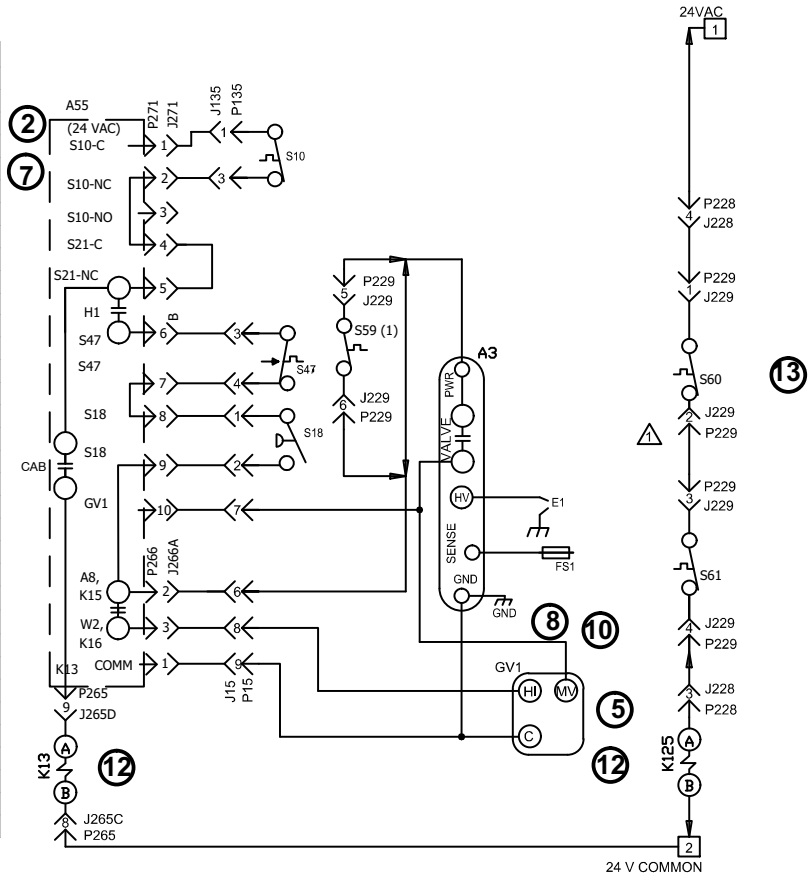 24VAC
1
A55
(24 VAC)
2
7
P271
J271
J135
P135
S10-C
1
1
S10
S10-NC
2
3
S10-NO
3
S21-C
4
S21-NC
5
H1
B
S47
6
3
S47
S47
7
4
S18
8
1
S18
S18
9
2
CAB
GV1
10
7
P266
J266A
A8,
K15
2
6
W2,
K16
3
8
COMM
1
9
J15
P15
K13
P265
9
J265D
A
K13
12
B
8
J265C
P265
P229
5
J229
S59 (1)
J229
6
P229
A3
PWR
VALVE
HV
E1
SENSE
FS1
GND
GND
8
10
GV1
HI
MV
5
C
12
P228
4
J228
P229
1
J229
S60
13
J229
2
P229
1
P229
3
J229
S61
J229
4
P229
J228
3
P228
A
K125
B
2
24 V COMMON